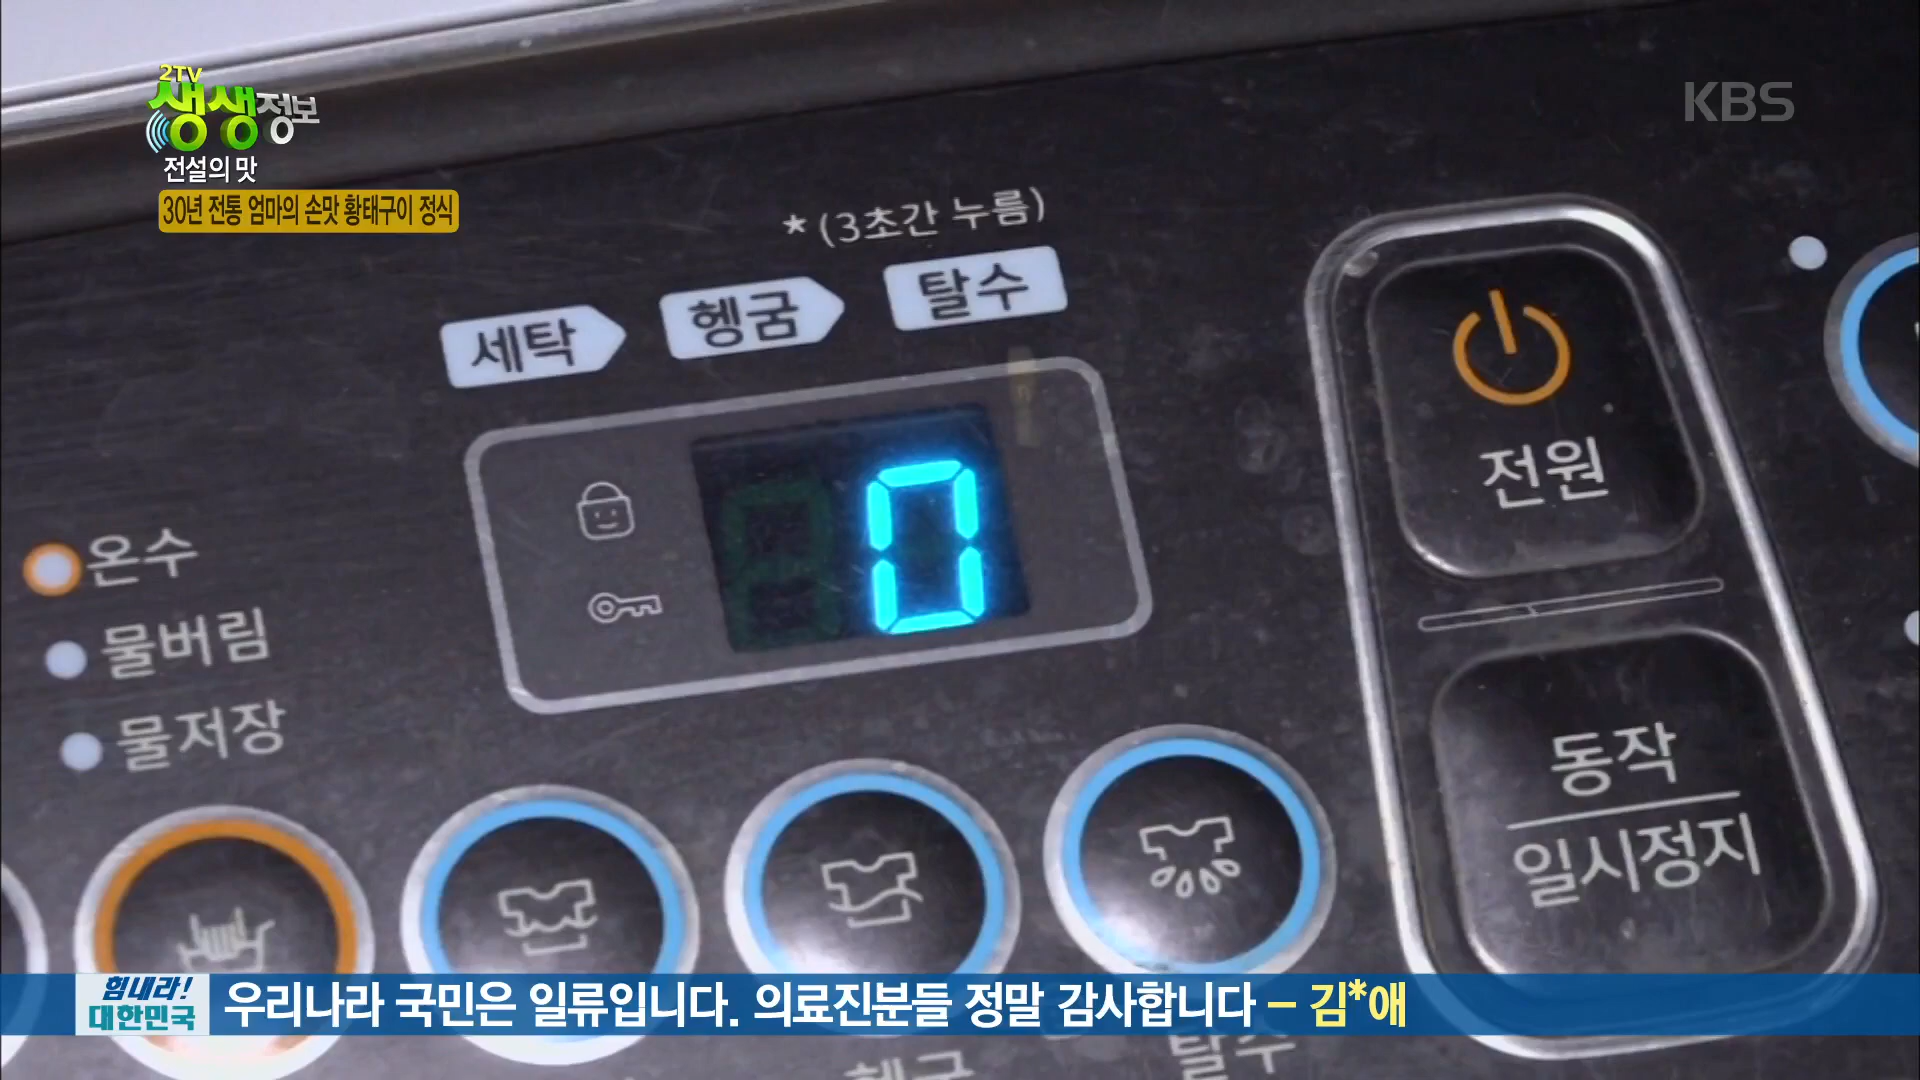 2TV
생생정보
전설의 맛
30년 전통 엄마의 손맛 황태구이 정식
KBS
*(3초간 누름)
세탁 헹굼 탈수
0
전원
온수
물버림
물저장
동작
일시정지
힘내라!
대한민국
우리나라 국민은 일류입니다. 의료진분들 정말 감사합니다 - 김*애
헹굼 탈수